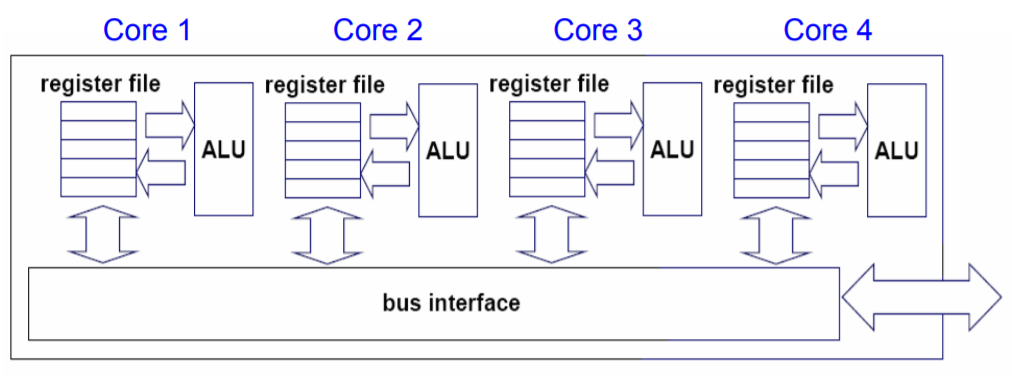 Core 1 Core 2 Core 3 Core 4
register file register file register file register file
ALU ALU ALU ALU
bus interface